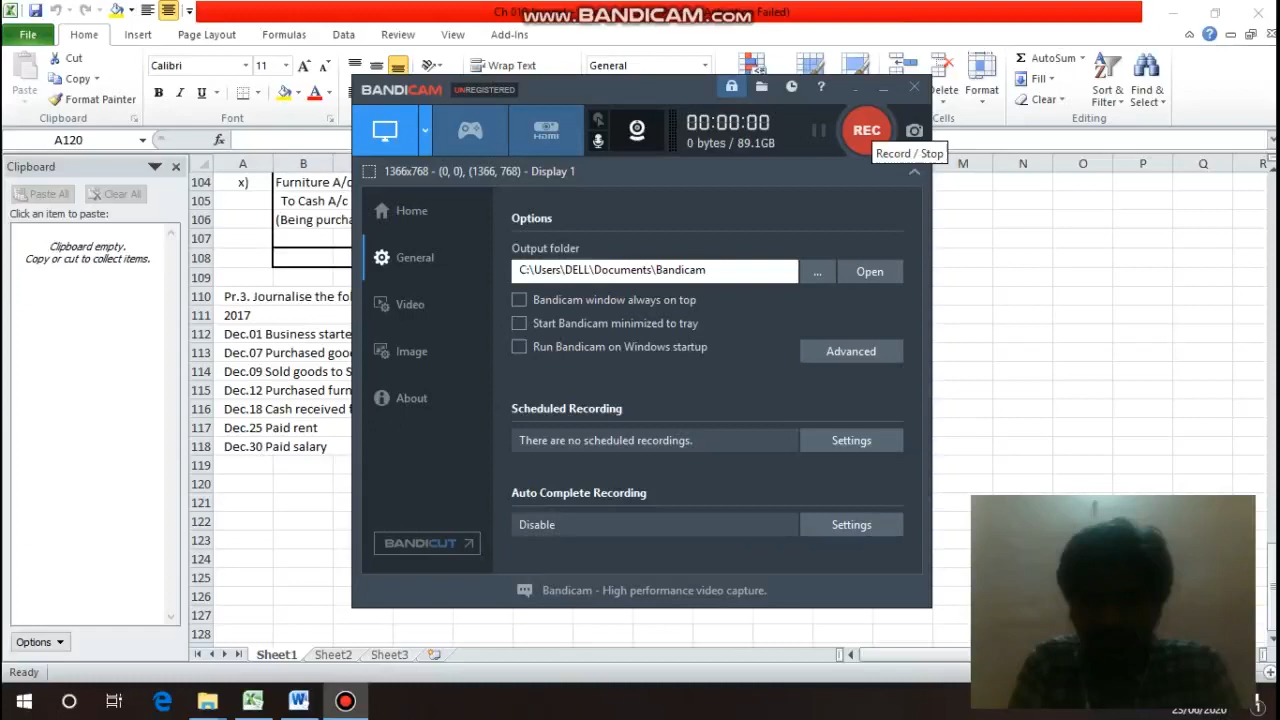 Ch 01
Activation Failed)
www.BANDICAM.com
File
Home
Insert
Page Layout
Formulas
Data
Review
View
Add-Ins
Paste
Cut
Copy
Format Painter
Clipboard
Calibri
11
B I U
Font
Wrap Text
General
Format
Cells
AutoSum
Fill
Clear
Sort &
Filter
Find &
Select
Editing
A120
fx
Clipboard
Paste All
Clear All
Click an item to paste:
Clipboard empty.
Copy or cut to collect items.
Options
A B M N O P Q R
104 x) Furniture A/c
105 To Cash A/c
106 (Being purcha
107
108
109
110 Pr.3. Journalise the fol
111 2017
112 Dec.01 Business starte
113 Dec.07 Purchased goo
114 Dec.09 Sold goods to S
115 Dec.12 Purchased furn
116 Dec.18 Cash received f
117 Dec.25 Paid rent
118 Dec.30 Paid salary
119
120
121
122
123
124
125
126
127
128
BANDICAM UNREGISTERED
HDMI
00:00:00
0 bytes / 89.1GB
REC
Record / Stop
1366x768 - (0, 0), (1366, 768) - Display 1
Home
General
Video
Image
About
BANDICUT
Options
Output folder
C:\Users\DELL\Documents\Bandicam
...
Open
Bandicam window always on top
Start Bandicam minimized to tray
Run Bandicam on Windows startup
Advanced
Scheduled Recording
There are no scheduled recordings.
Settings
Auto Complete Recording
Disable
Settings
Bandicam - High performance video capture.
Sheet1
Sheet2
Sheet3
Ready